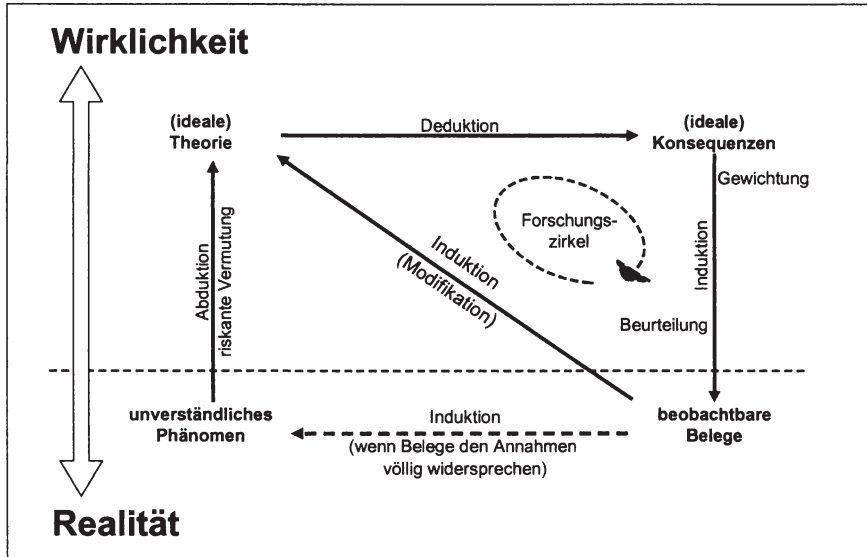 Wirklichkeit
(ideale)
Theorie
Deduktion
(ideale)
Konsequenzen
Gewichtung
Forschungs-
zirkel
Induktion
Beurteilung
Induktion
(Modifikation)
Abduktion
riskante Vermutung
unverständliches
Phänomen
Induktion
(wenn Belege den Annahmen
völlig widersprechen)
beobachtbare
Belege
Realität